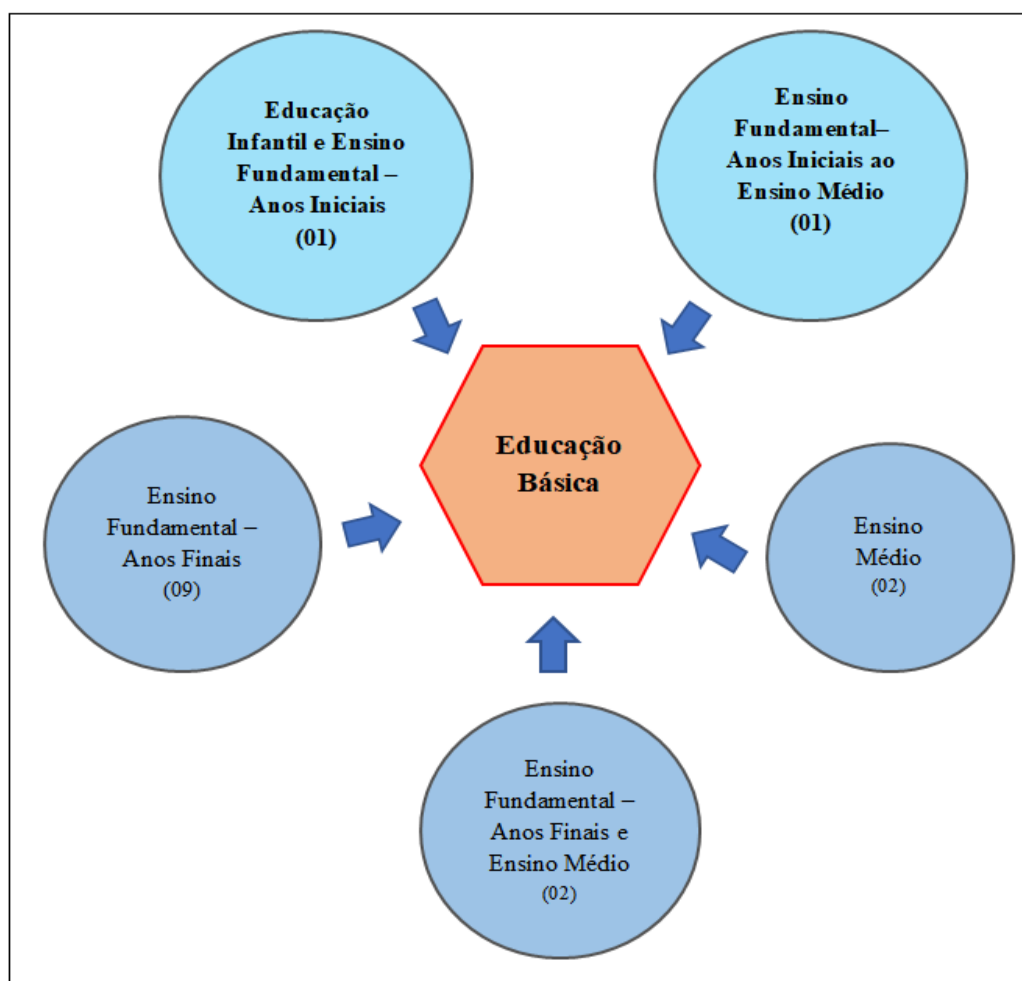 Educação
Infantil e Ensino
Fundamental –
Anos Iniciais
(01)
Ensino
Fundamental–
Anos Iniciais ao
Ensino Médio
(01)
Educação
Básica
Ensino
Fundamental –
Anos Finais
(09)
Ensino
Médio
(02)
Ensino
Fundamental –
Anos Finais e
Ensino Médio
(02)